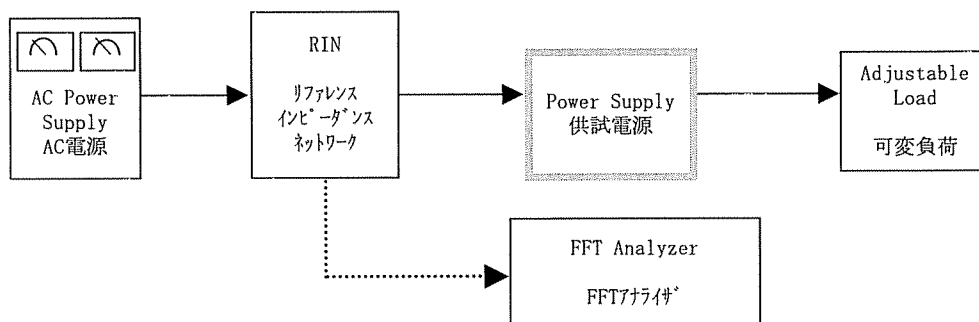 AC Power
Supply
AC電源
RIN
リファレンス
インピーダンス
ネットワーク
Power Supply
供試電源
Adjustable
Load
可変負荷
FFT Analyzer
FFTアナライザ